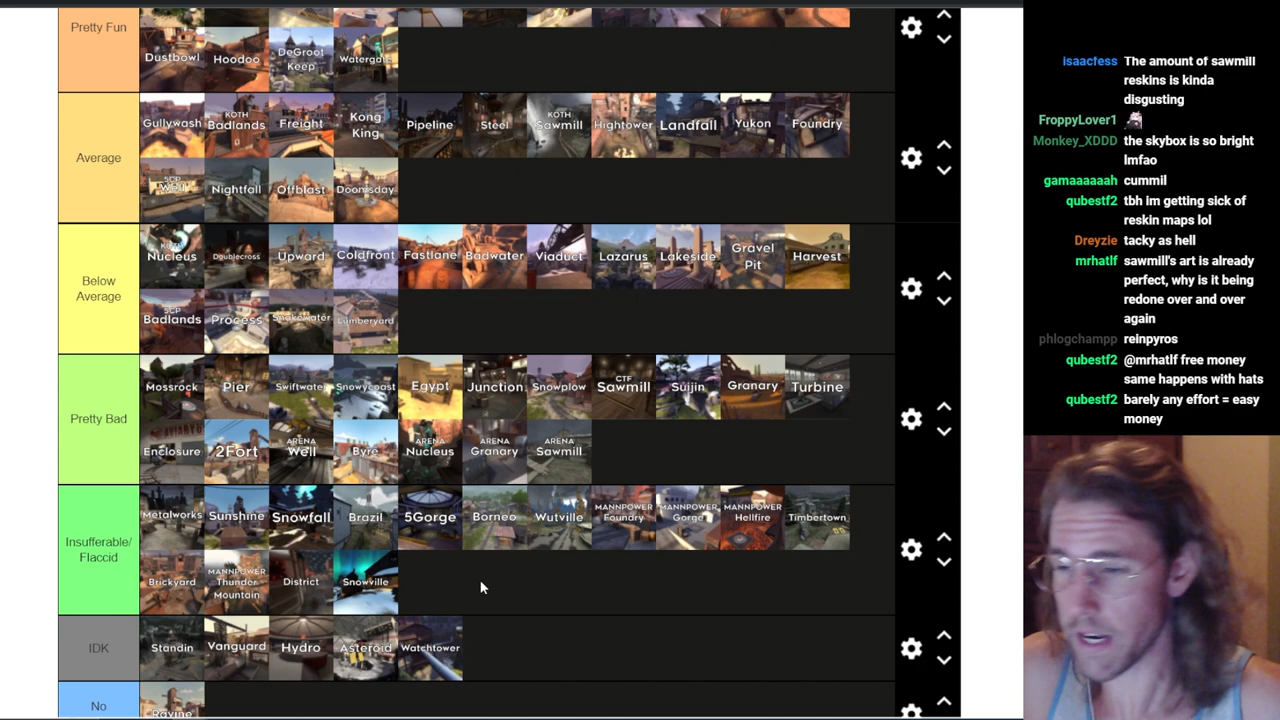 Pretty Fun
Dustbowl
Hoodoo
DeGroot
Keep
Watergate
Average
Gullywash
KOTH
Badlands
Freight
Kong
King
Pipeline
Steel
KOTH
Sawmill
Hightower
Landfall
Yukon
Foundry
5CP
Well
Nightfall
Offblast
Doomsday
Below
Average
KOTH
Nucleus
Doublecross
Upward
Coldfront
Fastlane
Badwater
Viaduct
Lazarus
Lakeside
Gravel
Pit
Harvest
5CP
Badlands
Process
Snakewater
Lumberyard
Pretty Bad
Mossrock
Pier
Swiftwater
Snowycoast
Egypt
Junction
Snowplow
CTF
Sawmill
Suijin
Granary
Turbine
Enclosure
2Fort
ARENA
Well
Byre
ARENA
Nucleus
ARENA
Granary
ARENA
Sawmill
Insufferable/
Flaccid
Metalworks
Sunshine
Snowfall
Brazil
5Gorge
Borneo
Wutville
MANNPOWER
Foundry
MANNPOWER
Gorge
MANNPOWER
Hellfire
Timbertown
Brickyard
MANNPOWER
Thunder
Mountain
District
Snowville
IDK
Standin
Vanguard
Hydro
Asteroid
Watchtower
No
Ravine
isaacfess The amount of sawmill
reskins is kinda
disgusting
FroppyLover1
Monkey_XDDD the skybox is so bright
lmfao
gamaaaaaah cummil
qubestf2 tbh im getting sick of
reskin maps lol
Dreyzie tacky as hell
mrhatlf sawmill's art is already
perfect, why is it being
redone over and over
again
phlogchampp reinpyros
qubestf2 @mrhatlf free money
same happens with hats
qubestf2 barely any effort = easy
money